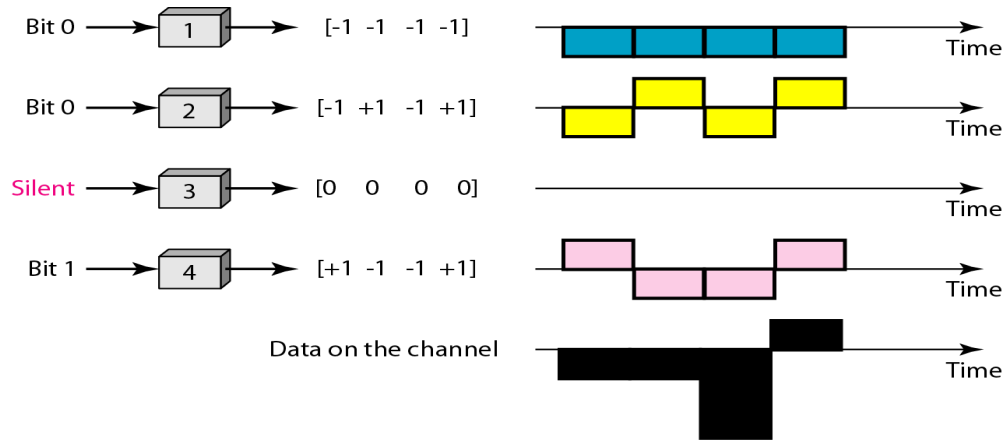 Bit 0 1 [-1 -1 -1 -1] Time
Bit 0 2 [-1 +1 -1 +1] Time
Silent 3 [0 0 0 0] Time
Bit 1 4 [+1 -1 -1 +1] Time
Data on the channel Time